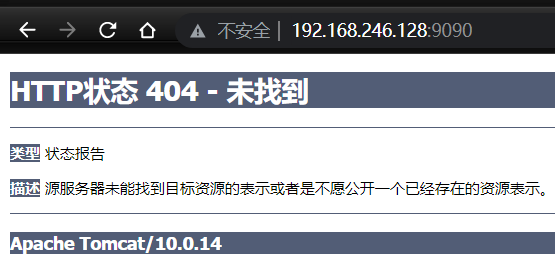 不安全 | 192.168.246.128:9090
HTTP状态 404 - 未找到
类型 状态报告
描述 源服务器未能找到目标资源的表示或者是不愿公开一个已经存在的资源表示。
Apache Tomcat/10.0.14